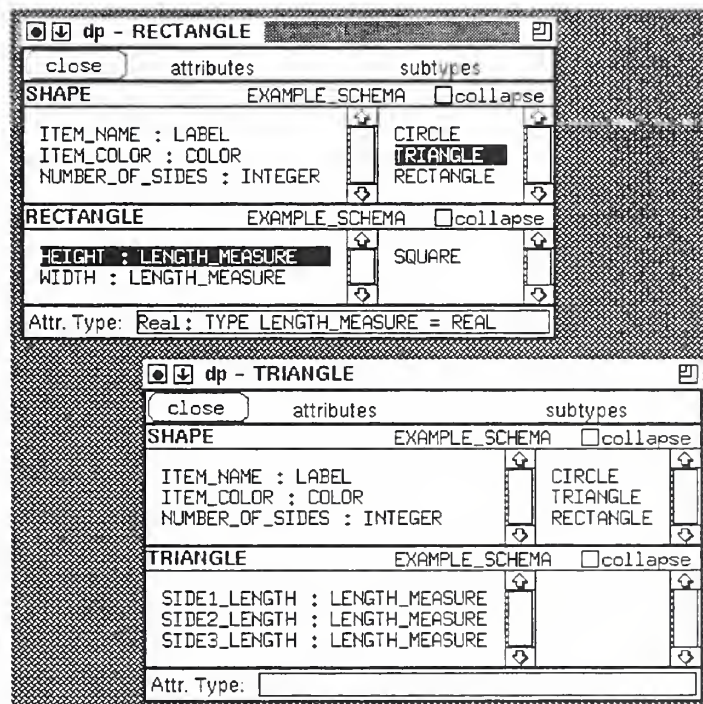 dp - RECTANGLE
close attributes subtypes
SHAPE EXAMPLE_SCHEMA collapse
ITEM_NAME : LABEL CIRCLE
ITEM_COLOR : COLOR TRIANGLE
NUMBER_OF_SIDES : INTEGER RECTANGLE
RECTANGLE EXAMPLE_SCHEMA collapse
HEIGHT : LENGTH_MEASURE SQUARE
WIDTH : LENGTH_MEASURE
Attr. Type: Real: TYPE LENGTH_MEASURE = REAL
dp - TRIANGLE
close attributes subtypes
SHAPE EXAMPLE_SCHEMA collapse
ITEM_NAME : LABEL CIRCLE
ITEM_COLOR : COLOR TRIANGLE
NUMBER_OF_SIDES : INTEGER RECTANGLE
TRIANGLE EXAMPLE_SCHEMA collapse
SIDE1_LENGTH : LENGTH_MEASURE
SIDE2_LENGTH : LENGTH_MEASURE
SIDE3_LENGTH : LENGTH_MEASURE
Attr. Type: